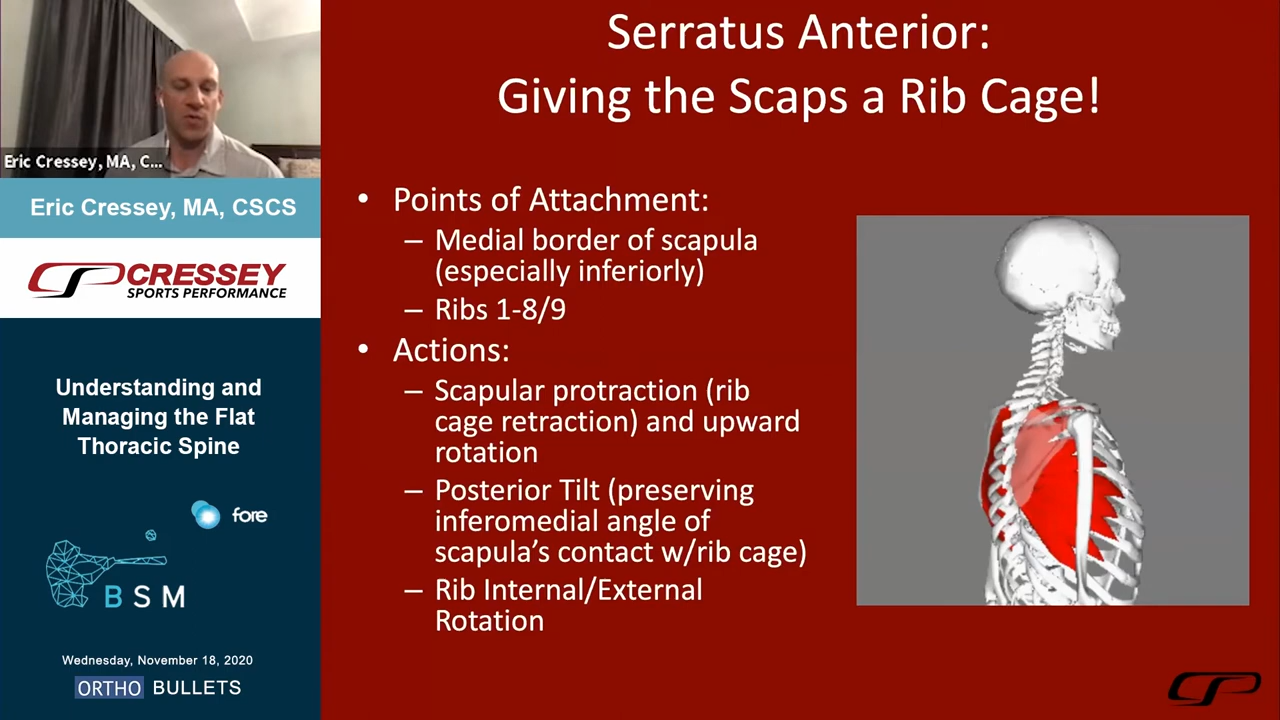 Eric Cressey, MA, C...
Eric Cressey, MA, CSCS
CRESSEY
SPORTS PERFORMANCE
Understanding and
Managing the Flat
Thoracic Spine
fore
BSM
Wednesday, November 18, 2020
ORTHO BULLETS
Serratus Anterior:
Giving the Scaps a Rib Cage!
• Points of Attachment:
– Medial border of scapula
(especially inferiorly)
– Ribs 1-8/9
• Actions:
– Scapular protraction (rib
cage retraction) and upward
rotation
– Posterior Tilt (preserving
inferomedial angle of
scapula’s contact w/rib cage)
– Rib Internal/External
Rotation